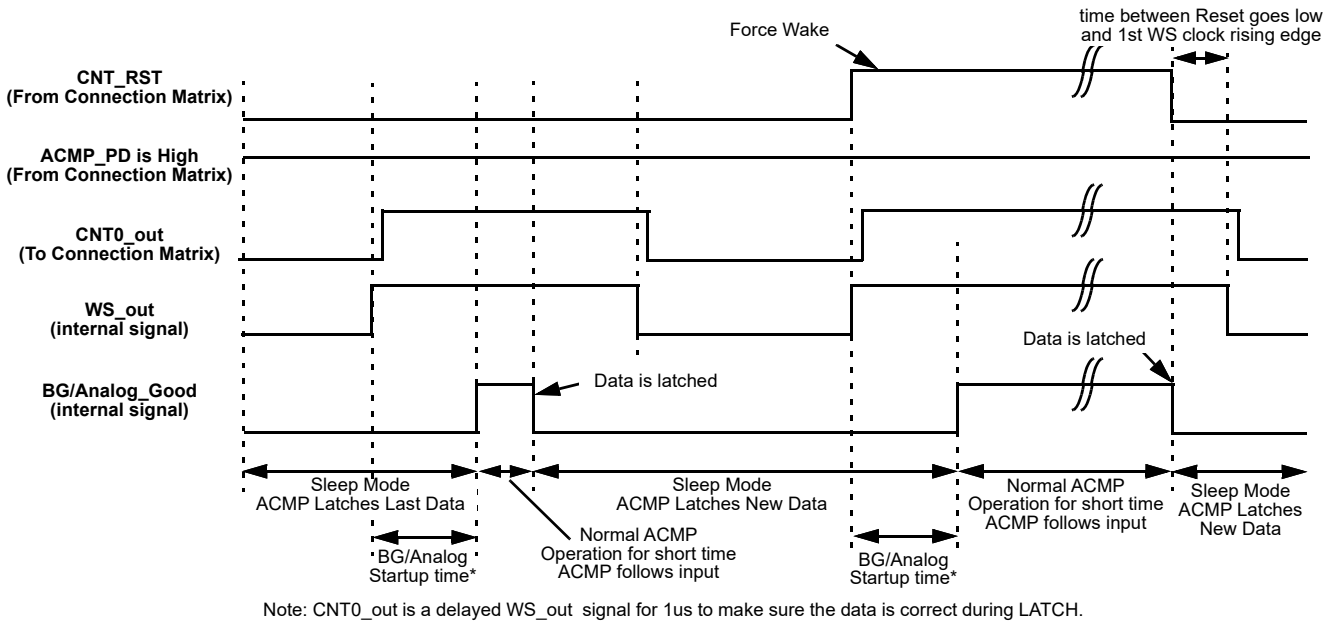 time between Reset goes low
and 1st WS clock rising edge
Force Wake
CNT_RST
(From Connection Matrix)
ACMP_PD is High
(From Connection Matrix)
CNT0_out
(To Connection Matrix)
WS_out
(internal signal)
Data is latched
BG/Analog_Good
(internal signal)
Data is latched
Sleep Mode
ACMP Latches Last Data
Sleep Mode
ACMP Latches New Data
Normal ACMP
Operation for short time
ACMP follows input
Sleep Mode
ACMP Latches
New Data
BG/Analog
Startup time*
Normal ACMP
Operation for short time
ACMP follows input
BG/Analog
Startup time*
Note: CNT0_out is a delayed WS_out signal for 1us to make sure the data is correct during LATCH.